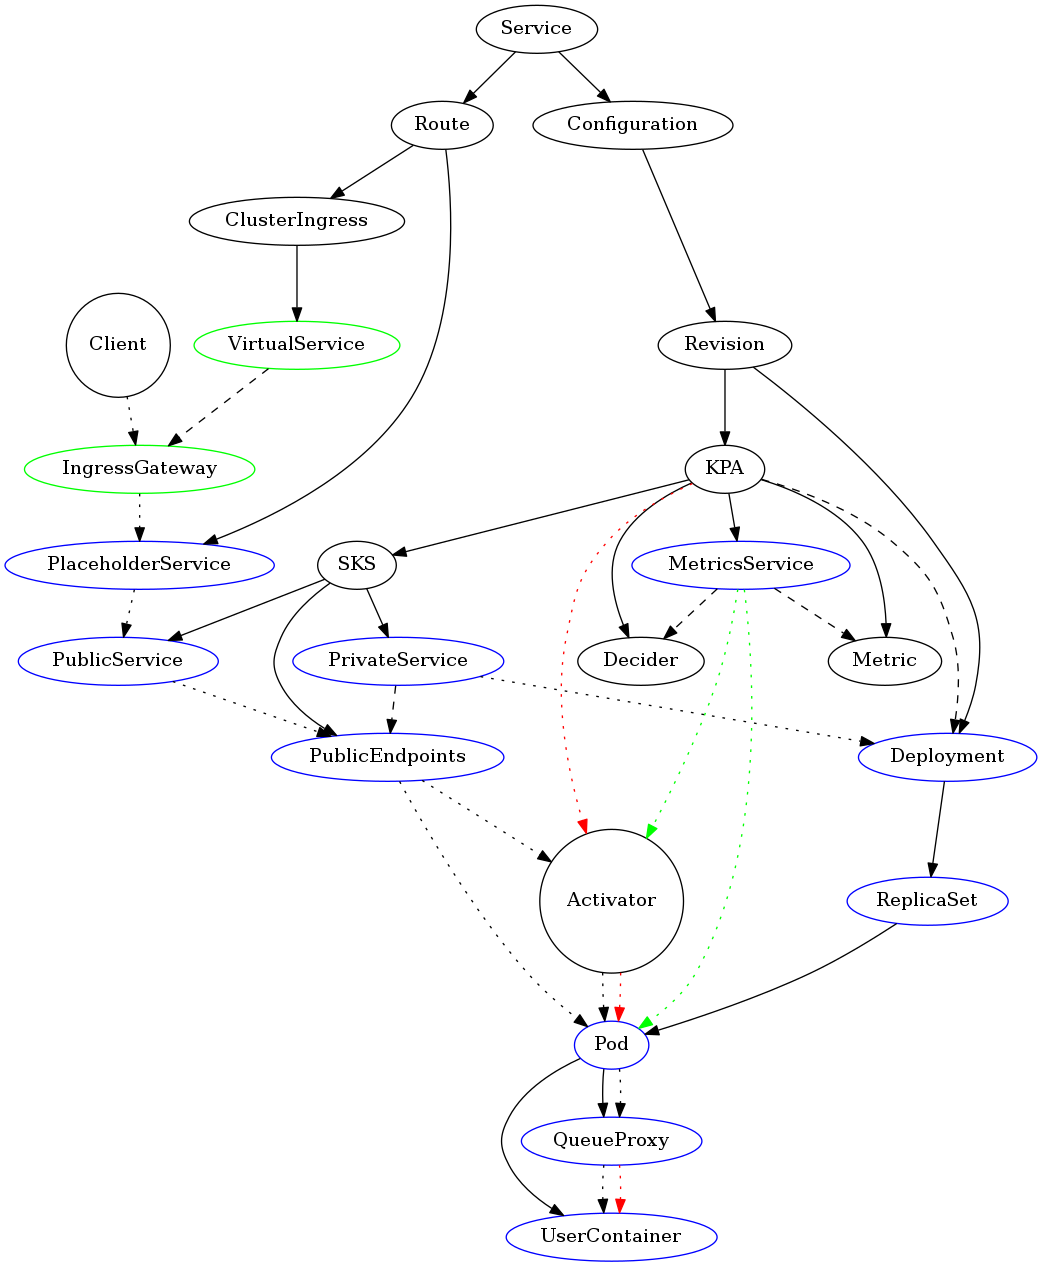 Service
Route
Configuration
ClusterIngress
Client
VirtualService
Revision
IngressGateway
KPA
PlaceholderService
SKS
MetricsService
PublicService
PrivateService
Decider
Metric
PublicEndpoints
Deployment
Activator
ReplicaSet
Pod
QueueProxy
UserContainer